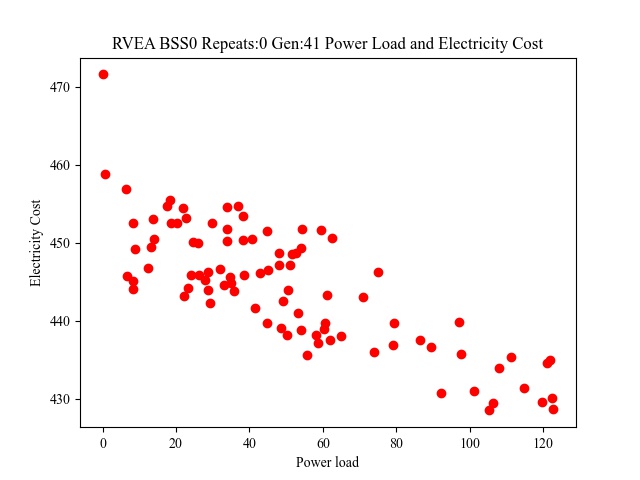 RVEA BSS0 Repeats:0 Gen:41 Power Load and Electricity Cost
470
460
450
440
430
Electricity Cost
0 20 40 60 80 100 120
Power load